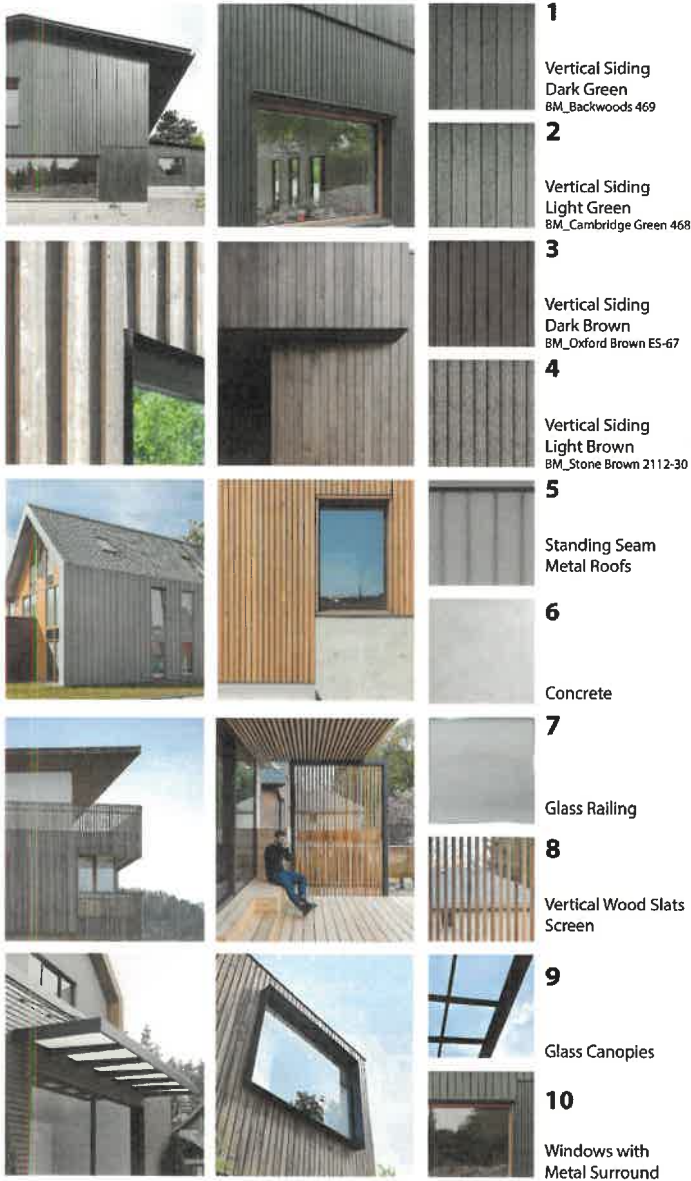 1
Vertical Siding
Dark Green
BM_Backwoods 469
2
Vertical Siding
Light Green
BM_Cambridge Green 468
3
Vertical Siding
Dark Brown
BM_Oxford Brown ES-67
4
Vertical Siding
Light Brown
BM_Stone Brown 2112-30
5
Standing Seam
Metal Roofs
6
Concrete
7
Glass Railing
8
Vertical Wood Slats
Screen
9
Glass Canopies
10
Windows with
Metal Surround